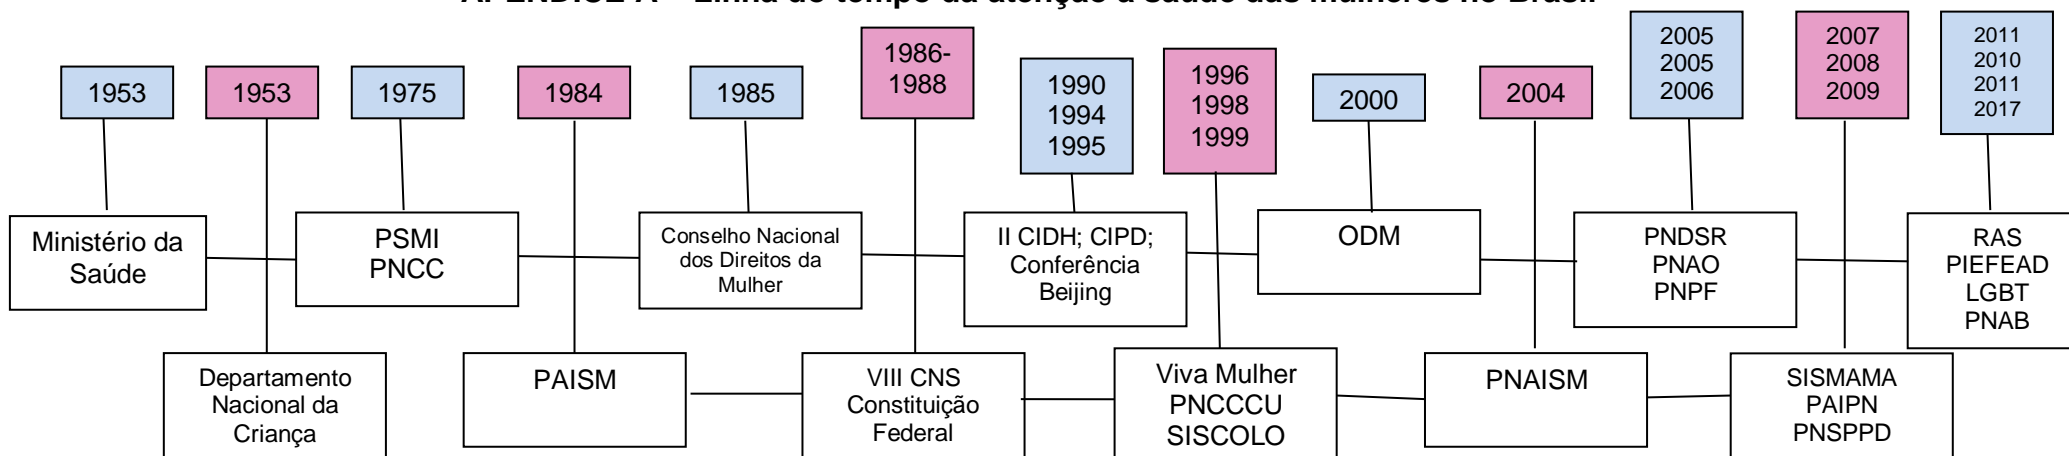 APÊNDICE A – Linha do tempo da atenção à saúde das mulheres no Brasil
1953
1953
1975
1984
1985
1986-
1988
1990
1994
1995
1996
1998
1999
2000
2004
2005
2005
2006
2007
2008
2009
2011
2010
2011
2017
Ministério da
Saúde
PSMI
PNCC
Conselho Nacional
dos Direitos da
Mulher
II CIDH; CIPD;
Conferência
Beijing
ODM
PNDSR
PNAO
PNPF
RAS
PIEFEAD
LGBT
PNAB
Departamento
Nacional da
Criança
PAISM
VIII CNS
Constituição
Federal
Viva Mulher
PNCCCU
SISCOLO
PNAISM
SISMAMA
PAIPN
PNSPPD